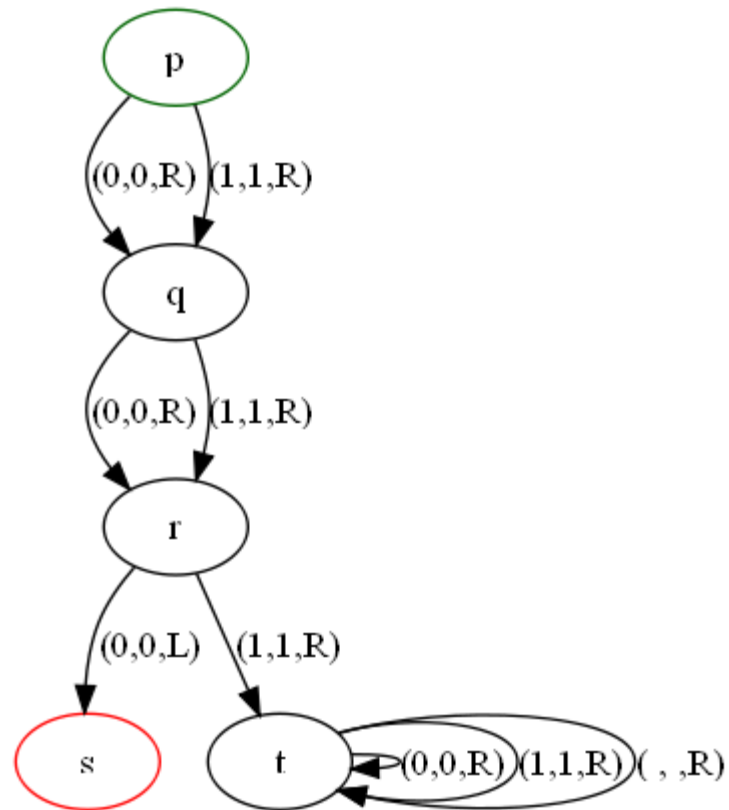 p
(0,0,R) (1,1,R)
q
(0,0,R) (1,1,R)
r
(0,0,L) (1,1,R)
s t (0,0,R) (1,1,R) ( , ,R)